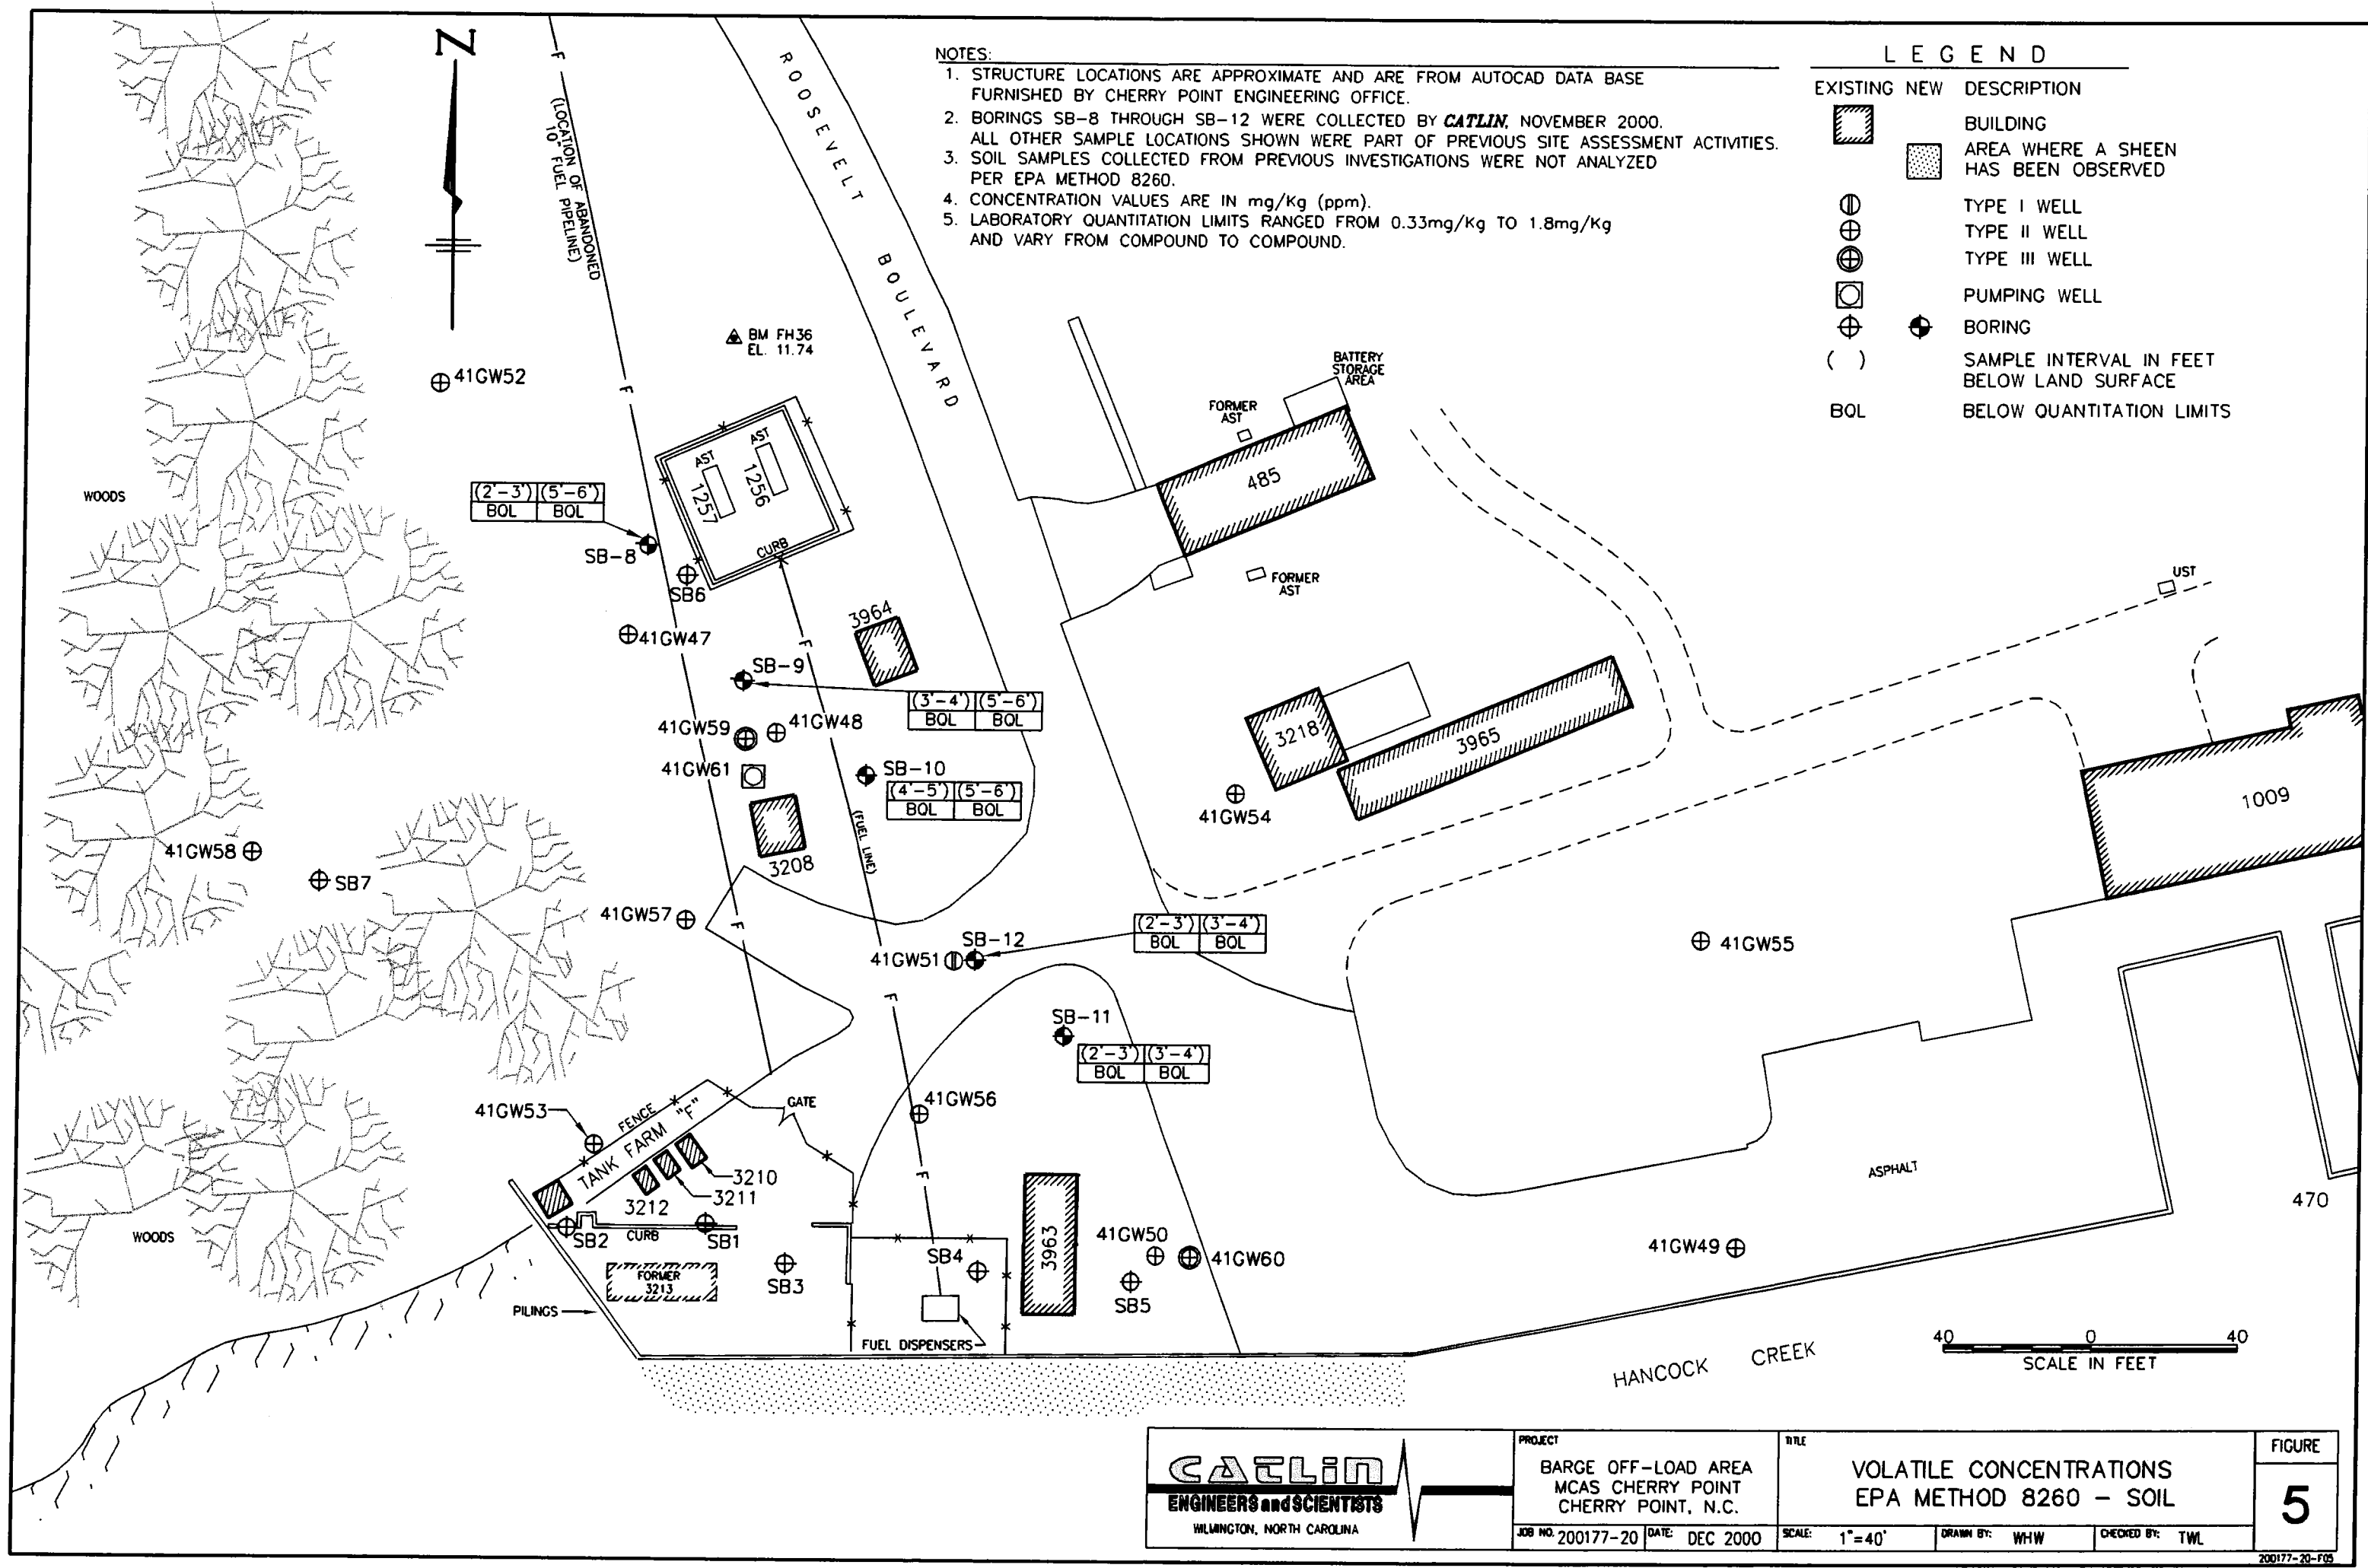 N
NOTES:
1. STRUCTURE LOCATIONS ARE APPROXIMATE AND ARE FROM AUTOCAD DATA BASE
FURNISHED BY CHERRY POINT ENGINEERING OFFICE.
2. BORINGS SB-8 THROUGH SB-12 WERE COLLECTED BY CATLIN, NOVEMBER 2000.
ALL OTHER SAMPLE LOCATIONS SHOWN WERE PART OF PREVIOUS SITE ASSESSMENT ACTIVITIES.
3. SOIL SAMPLES COLLECTED FROM PREVIOUS INVESTIGATIONS WERE NOT ANALYZED
PER EPA METHOD 8260.
4. CONCENTRATION VALUES ARE IN mg/Kg (ppm).
5. LABORATORY QUANTITATION LIMITS RANGED FROM 0.33mg/Kg TO 1.8mg/Kg
AND VARY FROM COMPOUND TO COMPOUND.
LEGEND
EXISTING NEW DESCRIPTION
BUILDING
AREA WHERE A SHEEN
HAS BEEN OBSERVED
TYPE I WELL
TYPE II WELL
TYPE III WELL
PUMPING WELL
BORING
( ) SAMPLE INTERVAL IN FEET
BELOW LAND SURFACE
BQL BELOW QUANTITATION LIMITS
F
(LOCATION OF ABANDONED
10" FUEL PIPELINE)
ROOSEVELT BOULEVARD
BM FH36
EL. 11.74
41GW52
F
BATTERY
STORAGE
AREA
FORMER
AST
485
AST
1256
AST
1257
CURB
WOODS
(2'-3') (5'-6')
BQL BQL
SB-8
SB6
FORMER
AST
UST
3964
41GW47
F
SB-9
(3'-4') (5'-6')
BQL BQL
41GW59
41GW48
41GW61
SB-10
(4'-5') (5'-6')
BQL BQL
3218
3965
41GW54
1009
(FUEL LINE)
3208
41GW58
SB7
41GW57
F
SB-12
41GW51
(2'-3') (3'-4')
BQL BQL
41GW55
F
SB-11
(2'-3') (3'-4')
BQL BQL
41GW53
FENCE
TANK FARM "F"
GATE
41GW56
F
3210
3211
3212
ASPHALT
470
WOODS
SB2
CURB
SB1
SB3
SB4
3963
41GW50
41GW60
SB5
41GW49
FORMER
3213
PILINGS
FUEL DISPENSERS
HANCOCK CREEK
40 0 40
SCALE IN FEET
CATLIN
ENGINEERS and SCIENTISTS
WILMINGTON, NORTH CAROLINA
PROJECT
BARGE OFF-LOAD AREA
MCAS CHERRY POINT
CHERRY POINT, N.C.
JOB NO. 200177-20 DATE: DEC 2000
TITLE
VOLATILE CONCENTRATIONS
EPA METHOD 8260 - SOIL
SCALE: 1"=40' DRAWN BY: WHW CHECKED BY: TWL
FIGURE
5
200177-20-F05